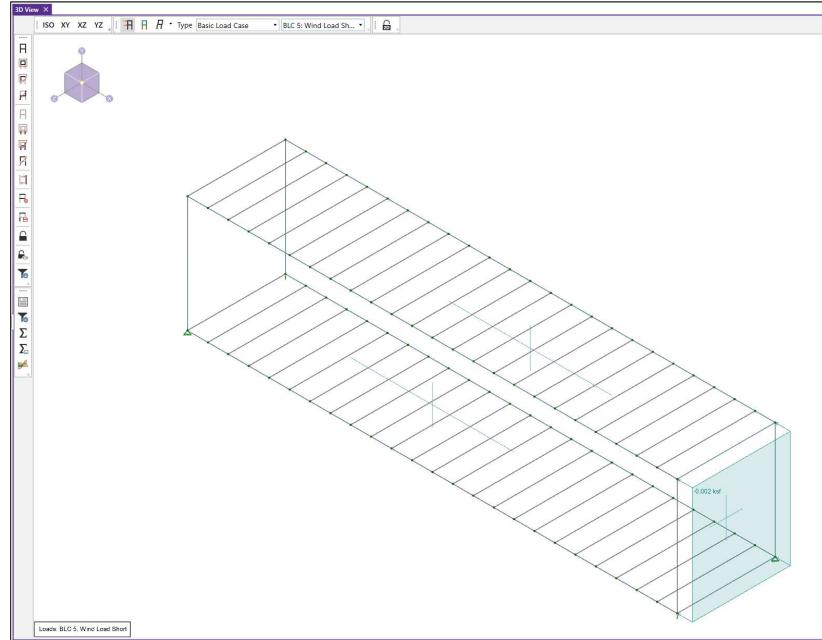 3D View ×
ISO XY XZ YZ Type Basic Load Case BLC 5: Wind Load Sh...
Y
Z X
-0.002 ksf
Loads: BLC 5, Wind Load Short